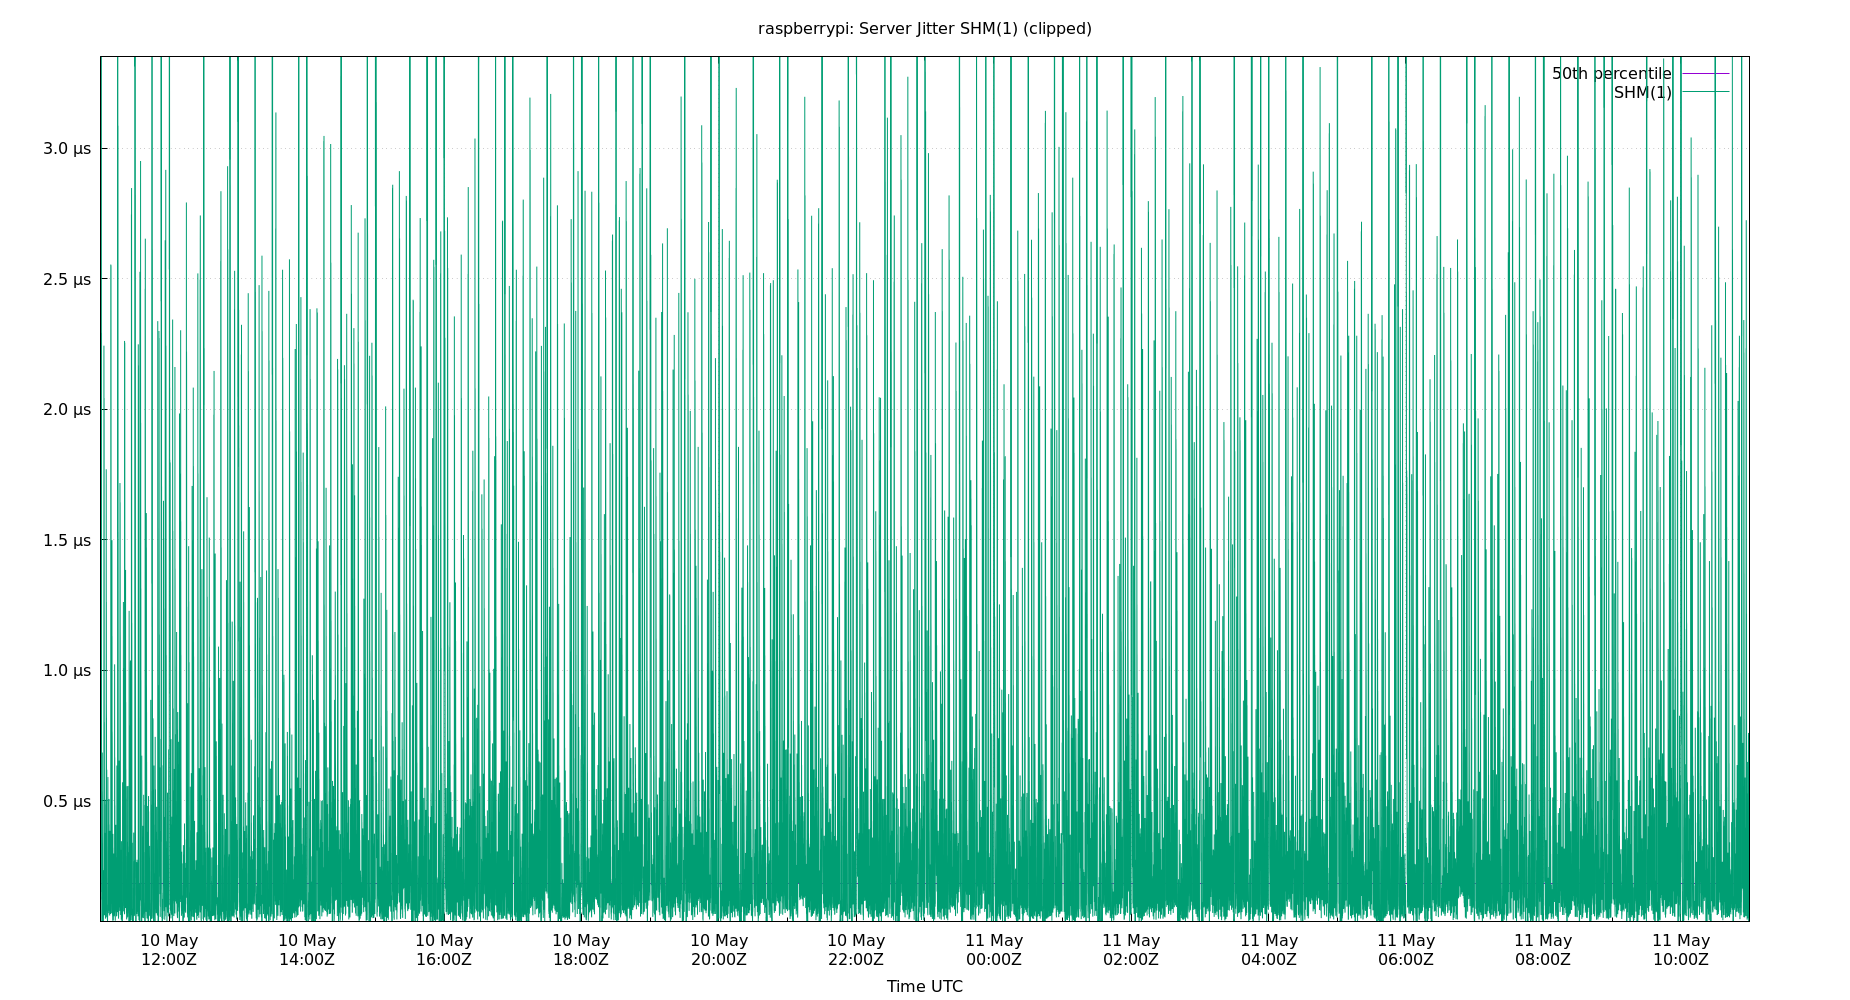 raspberrypi: Server Jitter SHM(1) (clipped)
50th percentile
SHM(1)
3.0 µs
2.5 µs
2.0 µs
1.5 µs
1.0 µs
0.5 µs
10 May 10 May 10 May 10 May 10 May 10 May 11 May 11 May 11 May 11 May 11 May 11 May
12:00Z 14:00Z 16:00Z 18:00Z 20:00Z 22:00Z 00:00Z 02:00Z 04:00Z 06:00Z 08:00Z 10:00Z
Time UTC